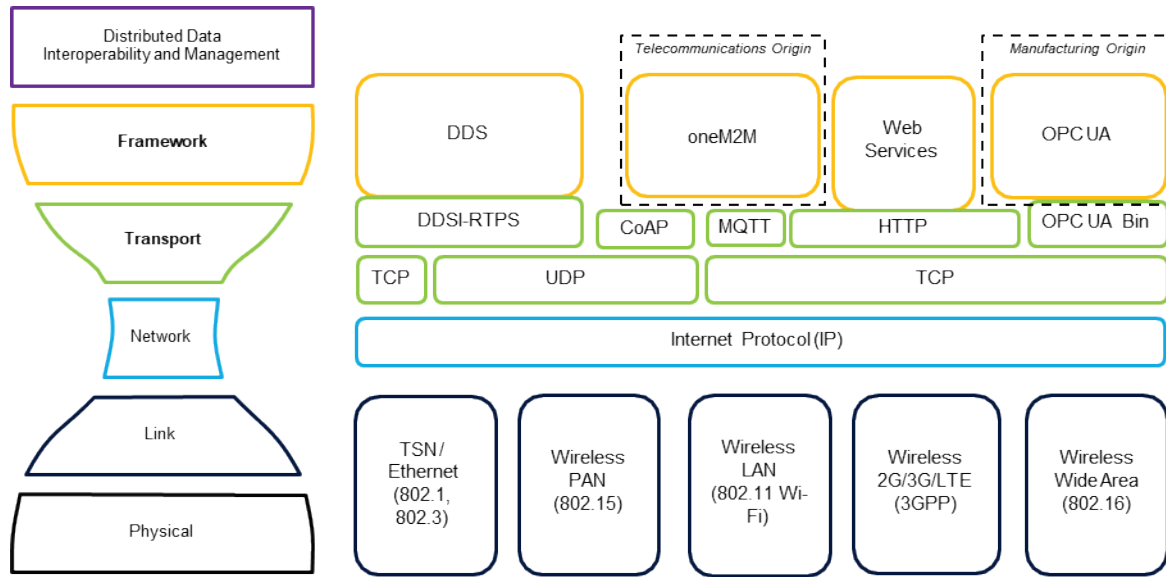 Distributed Data
Interoperability and Management
Framework
Transport
Network
Link
Physical
Telecommunications Origin
Manufacturing Origin
DDS
oneM2M
Web
Services
OPC UA
DDSI-RTPS
CoAP
MQTT
HTTP
OPC UA Bin
TCP
UDP
TCP
Internet Protocol (IP)
TSN /
Ethernet
(802.1,
802.3)
Wireless
PAN
(802.15)
Wireless
LAN
(802.11 Wi-
Fi)
Wireless
2G/3G/LTE
(3GPP)
Wireless
Wide Area
(802.16)